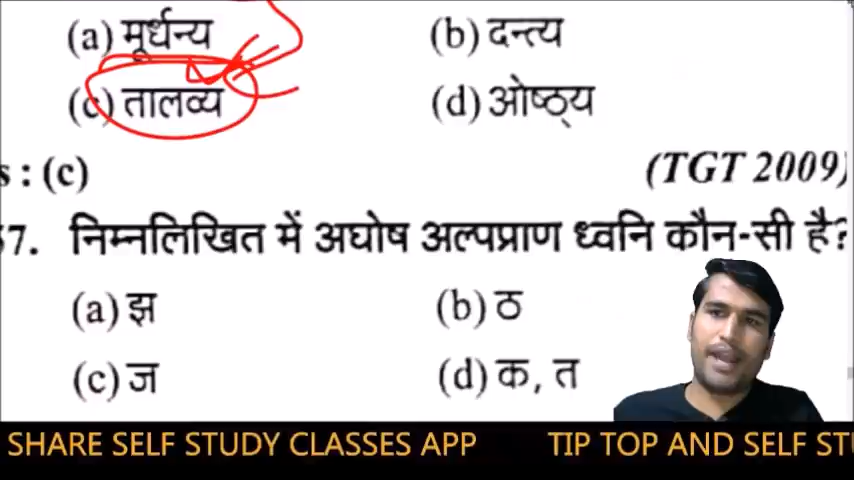 (a) मूर्धन्य (b) दन्त्य
(c) तालव्य (d) ओष्ठ्य
s : (c) (TGT 2009)
57. निम्नलिखित में अघोष अल्पप्राण ध्वनि कौन-सी है?
(a) झ (b) ठ
(c) ज (d) क, त
SHARE SELF STUDY CLASSES APP TIP TOP AND SELF STU